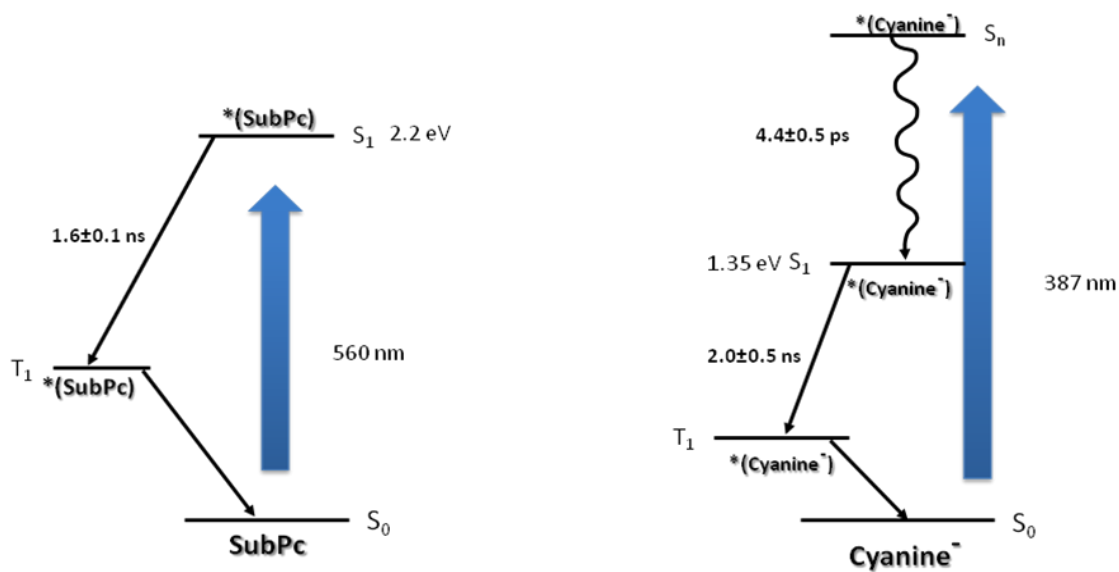 *(SubPc)
S₁ 2.2 eV
1.6±0.1 ns
560 nm
T₁
*(SubPc)
S₀
SubPc
*(Cyanine⁻)
Sₙ
4.4±0.5 ps
387 nm
1.35 eV S₁
*(Cyanine⁻)
2.0±0.5 ns
T₁
*(Cyanine⁻)
S₀
Cyanine⁻